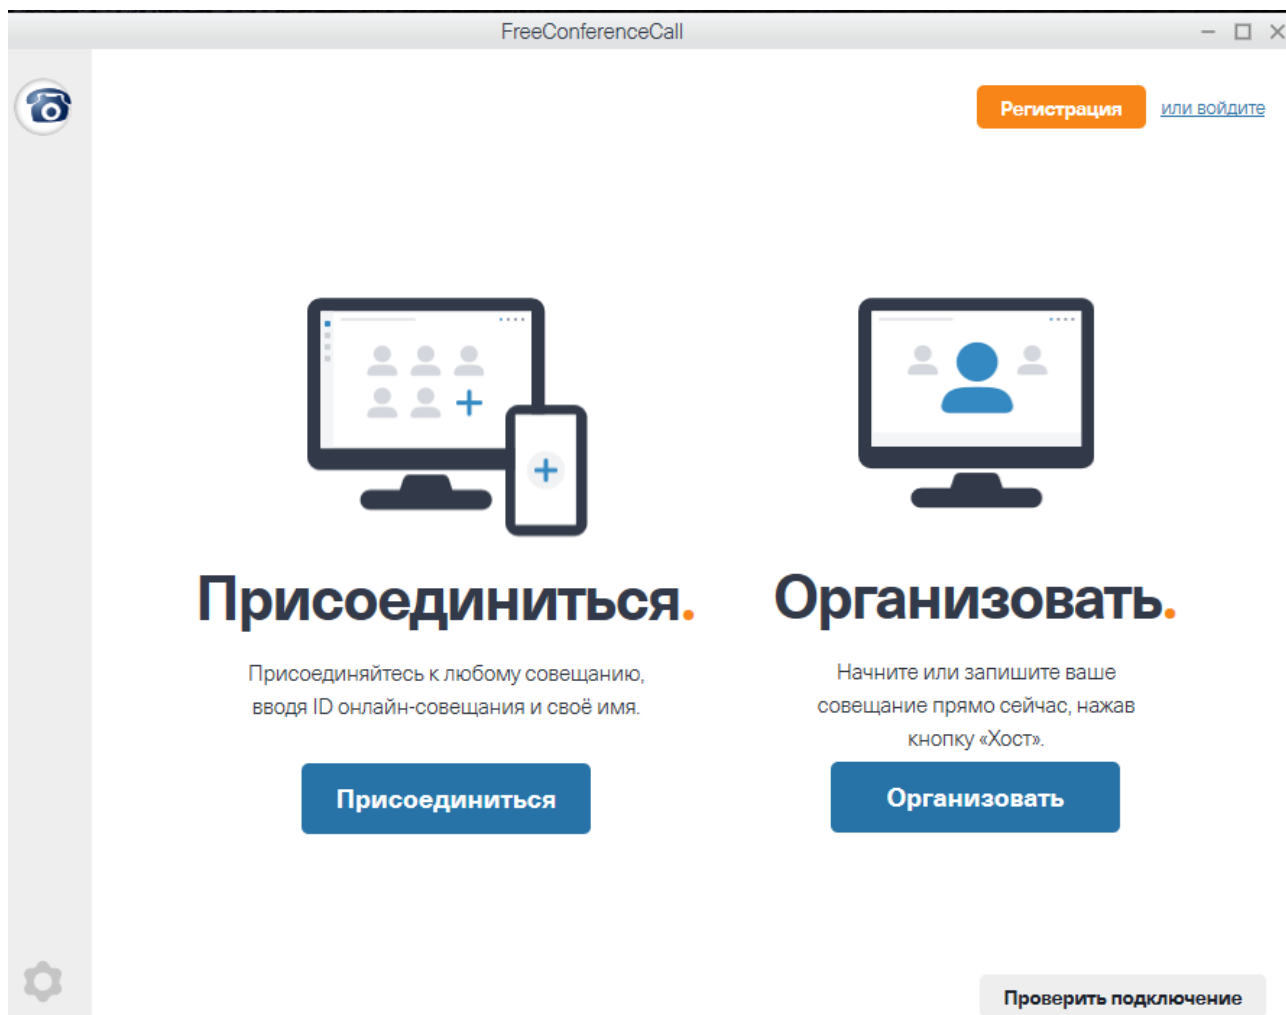 FreeConferenceCall
Регистрация
или войдите
Присоединиться.
Присоединяйтесь к любому совещанию,
вводя ID онлайн-совещания и своё имя.
Присоединиться
Организовать.
Начните или запишите ваше
совещание прямо сейчас, нажав
кнопку «Хост».
Организовать
Проверить подключение